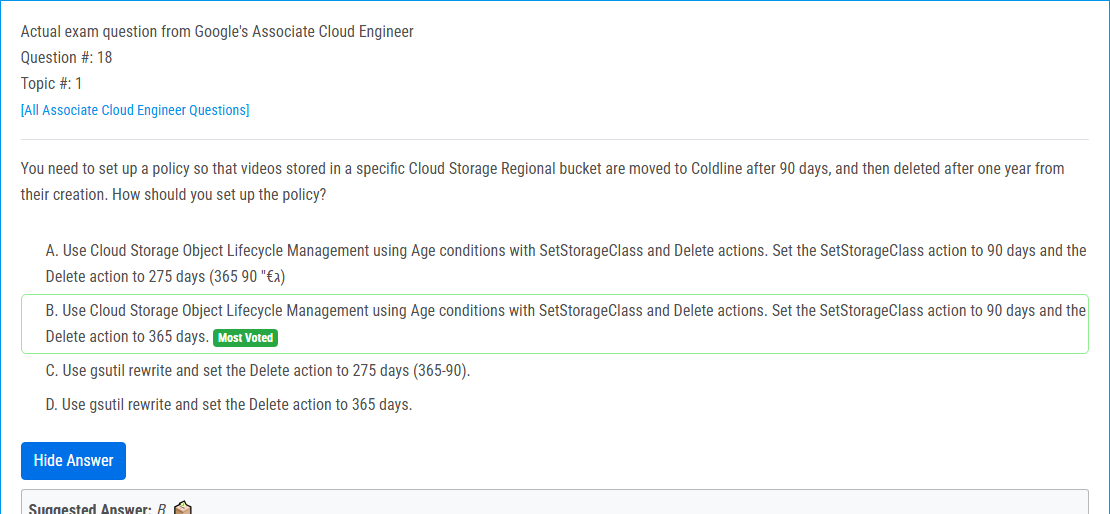 Actual exam question from Google's Associate Cloud Engineer
Question #: 18
Topic #: 1
[All Associate Cloud Engineer Questions]
You need to set up a policy so that videos stored in a specific Cloud Storage Regional bucket are moved to Coldline after 90 days, and then deleted after one year from
their creation. How should you set up the policy?
A. Use Cloud Storage Object Lifecycle Management using Age conditions with SetStorageClass and Delete actions. Set the SetStorageClass action to 90 days and the
Delete action to 275 days (365 90 "€ג)
B. Use Cloud Storage Object Lifecycle Management using Age conditions with SetStorageClass and Delete actions. Set the SetStorageClass action to 90 days and the
Delete action to 365 days. Most Voted
C. Use gsutil rewrite and set the Delete action to 275 days (365-90).
D. Use gsutil rewrite and set the Delete action to 365 days.
Hide Answer
Suggested Answer: B